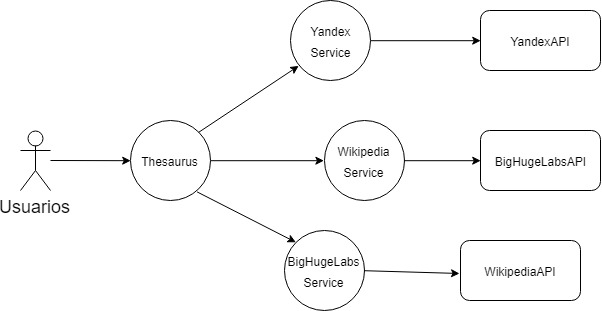 Yandex
Service
YandexAPI
Usuarios
Thesaurus
Wikipedia
Service
BigHugeLabsAPI
BigHugeLabs
Service
WikipediaAPI